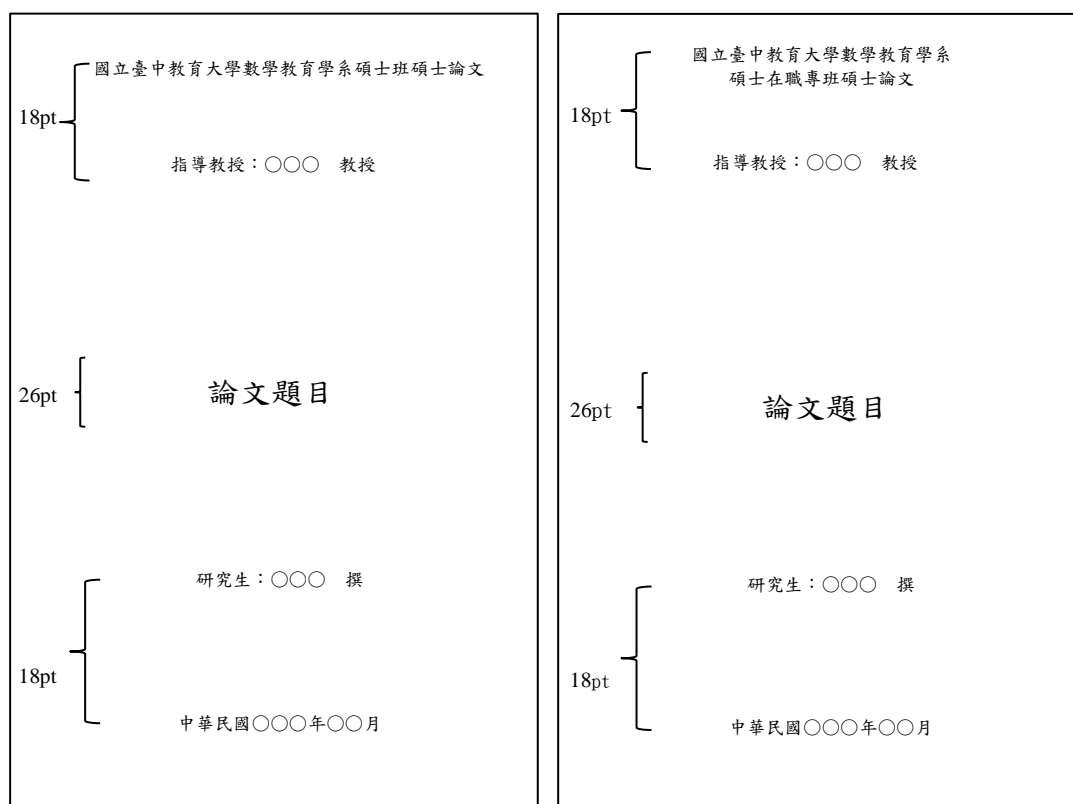 國立臺中教育大學數學教育學系碩士班碩士論文
18pt
指導教授：○○○　教授
26pt
論文題目
研究生：○○○　撰
18pt
中華民國○○○年○○月
國立臺中教育大學數學教育學系
碩士在職專班碩士論文
18pt
指導教授：○○○　教授
26pt
論文題目
研究生：○○○　撰
18pt
中華民國○○○年○○月